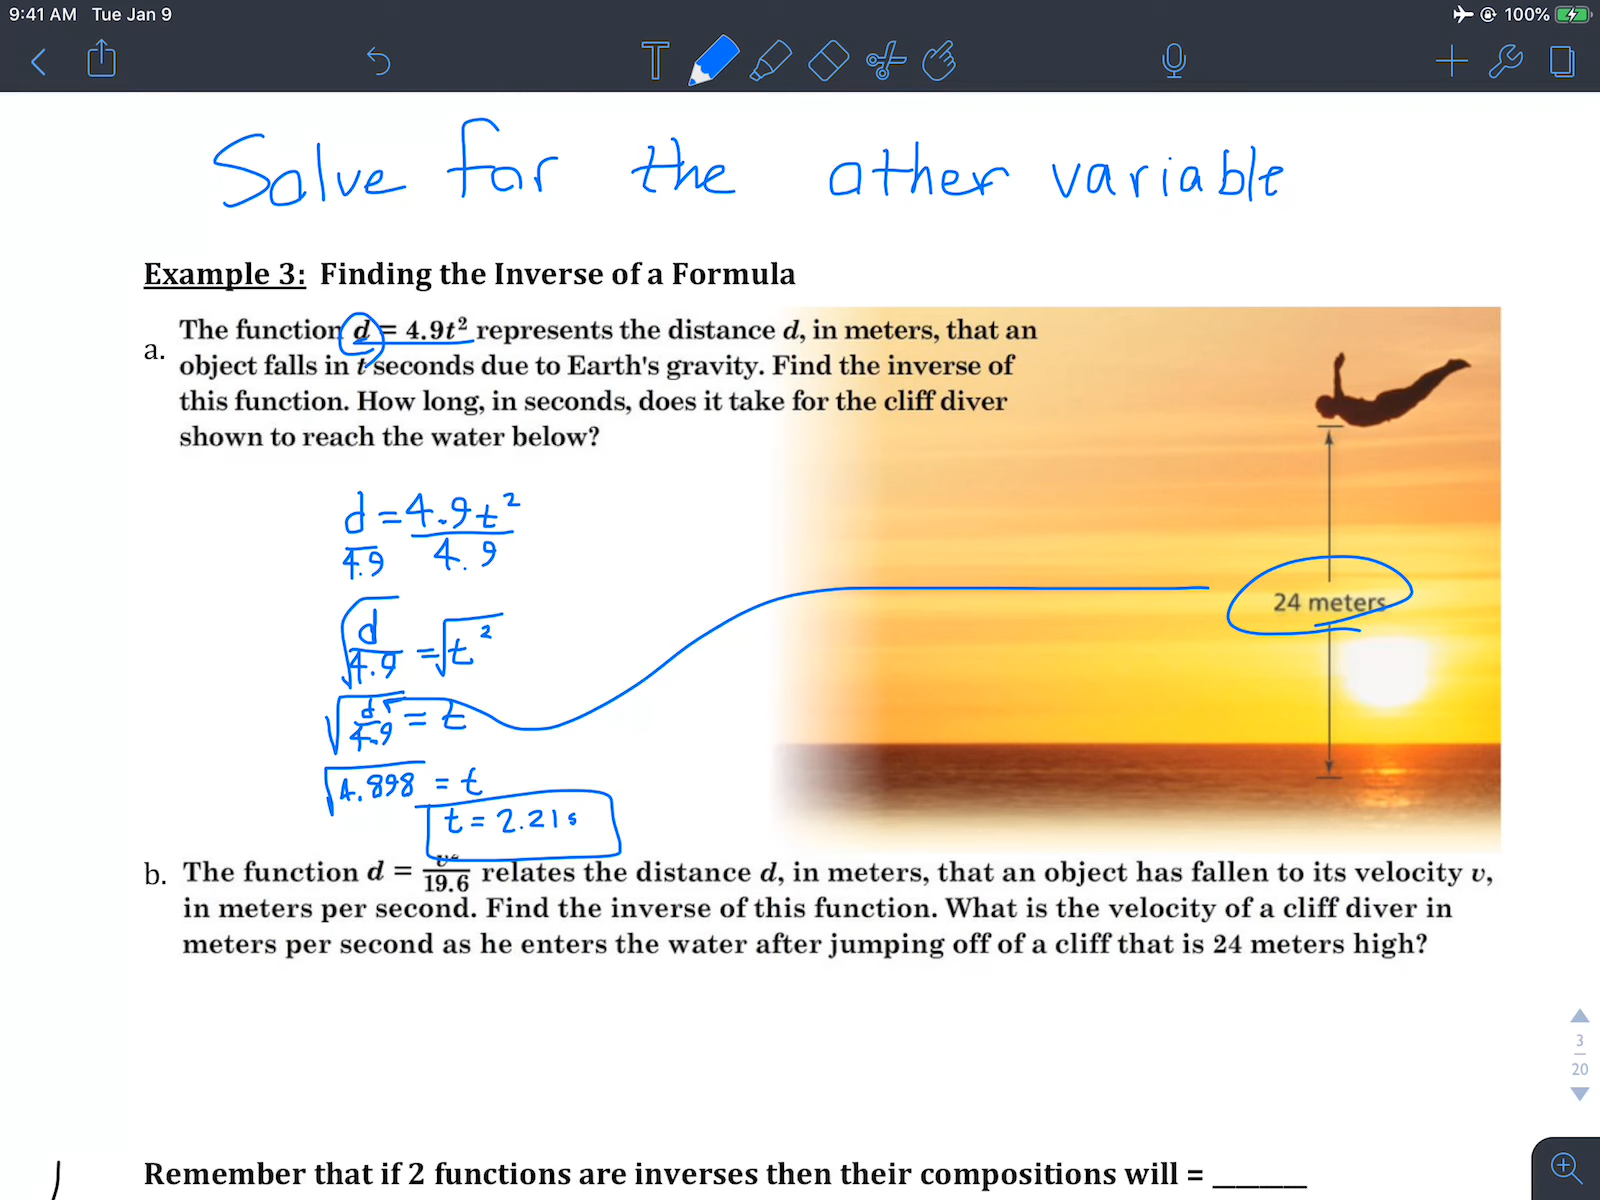 9:41 AM Tue Jan 9 100%
Solve for the other variable
Example 3: Finding the Inverse of a Formula
a. The function d = 4.9t² represents the distance d, in meters, that an
object falls in t seconds due to Earth's gravity. Find the inverse of
this function. How long, in seconds, does it take for the cliff diver
shown to reach the water below?
d/4.9 = 4.9t²/4.9
√(d/4.9) = √t²
24 meters
√(d/4.9) = t
√4.898 = t
t = 2.21 s
b. The function d = v²/19.6 relates the distance d, in meters, that an object has fallen to its velocity v,
in meters per second. Find the inverse of this function. What is the velocity of a cliff diver in
meters per second as he enters the water after jumping off of a cliff that is 24 meters high?
3
20
Remember that if 2 functions are inverses then their compositions will = ______